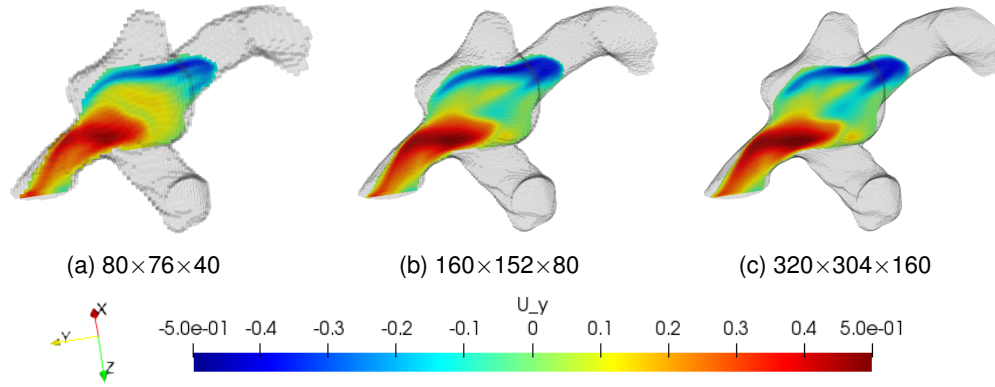 (a) 80×76×40
(b) 160×152×80
(c) 320×304×160
X
Y
Z
U_y
-5.0e-01 -0.4 -0.3 -0.2 -0.1 0 0.1 0.2 0.3 0.4 5.0e-01